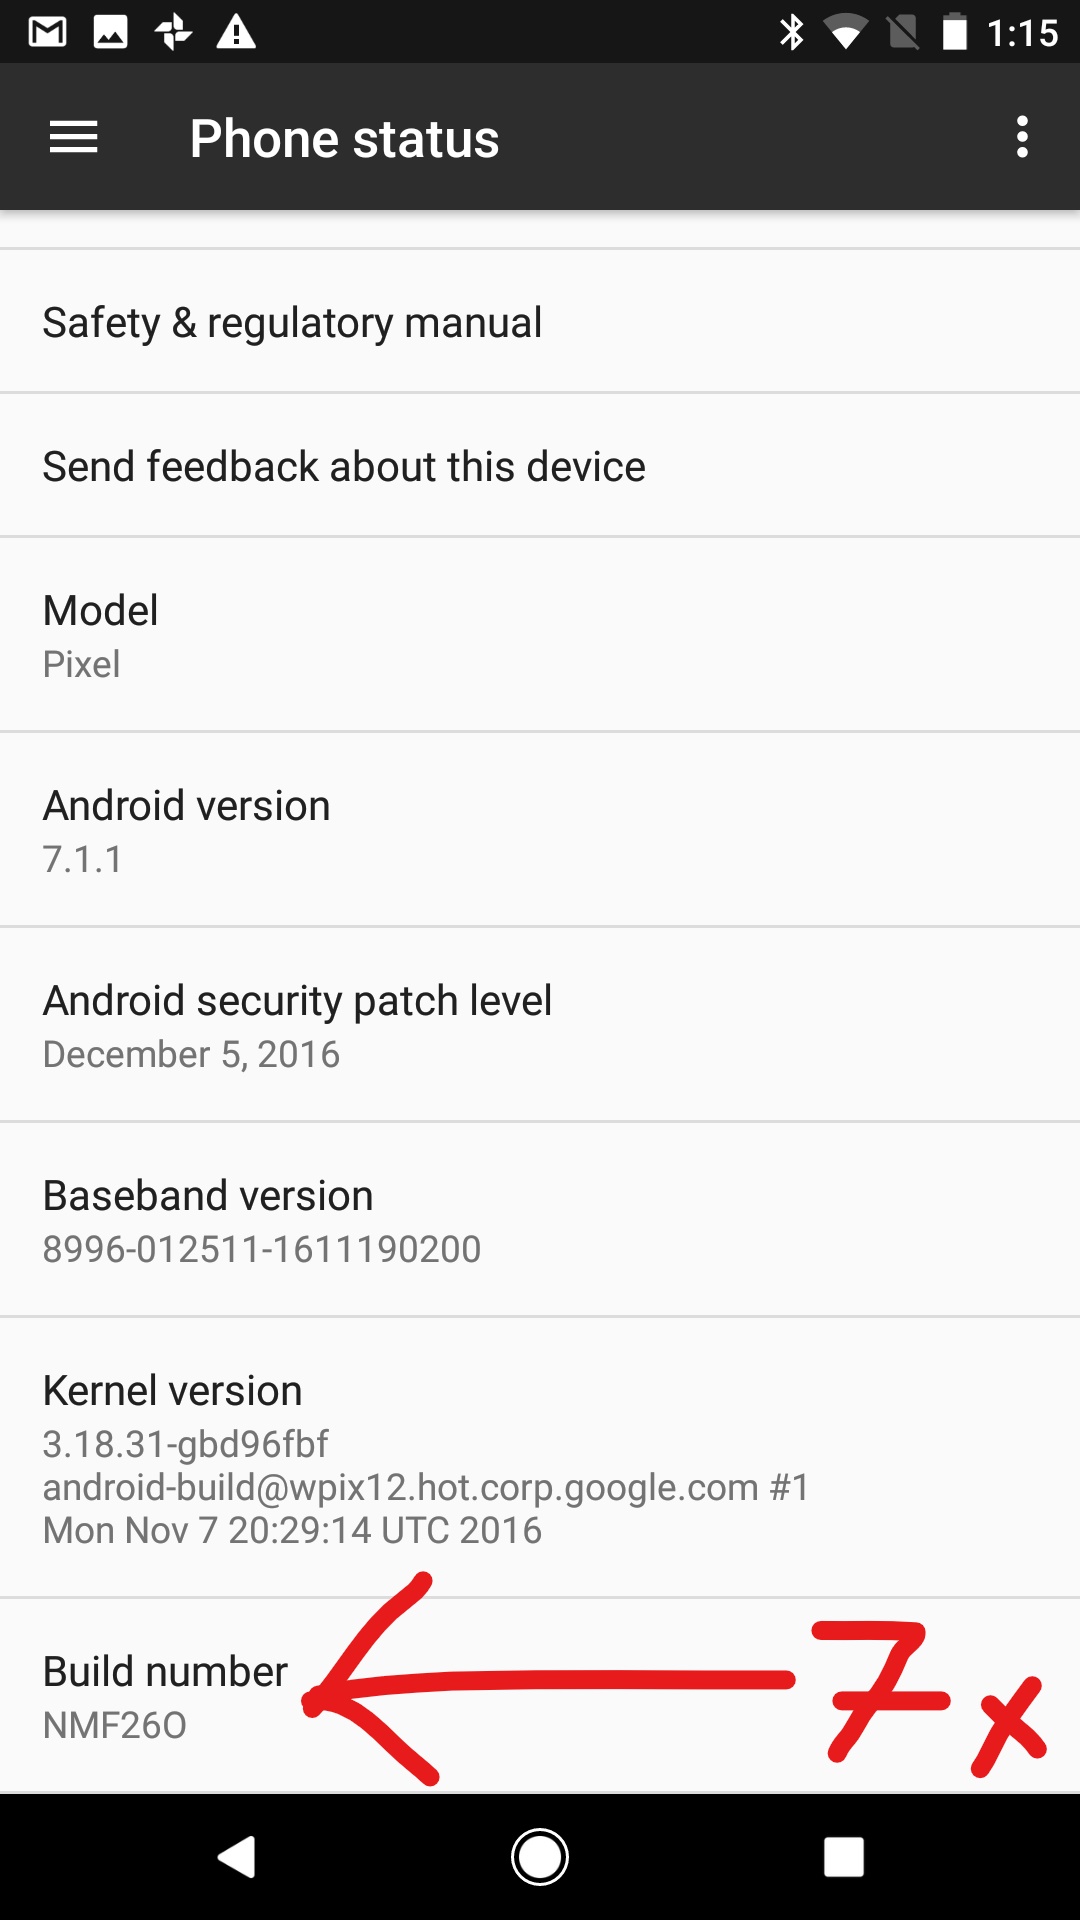 1:15
Phone status
Safety & regulatory manual
Send feedback about this device
Model
Pixel
Android version
7.1.1
Android security patch level
December 5, 2016
Baseband version
8996-012511-1611190200
Kernel version
3.18.31-gbd96fbf
android-build@wpix12.hot.corp.google.com #1
Mon Nov 7 20:29:14 UTC 2016
Build number
NMF26O
7x